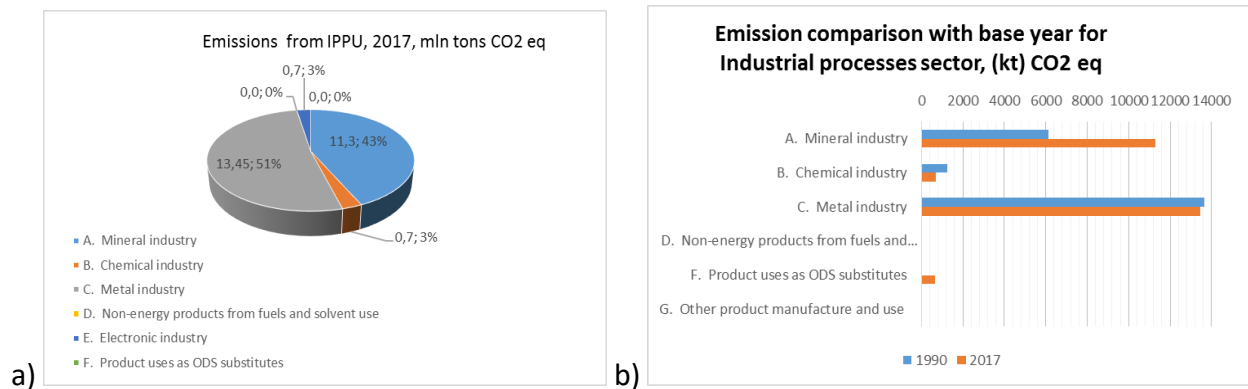 Emissions from IPPU, 2017, mln tons CO2 eq
0,7; 3%
0,0; 0%
0,0; 0%
11,3; 43%
13,45; 51%
0,7; 3%
A. Mineral industry
B. Chemical industry
C. Metal industry
D. Non-energy products from fuels and solvent use
E. Electronic industry
F. Product uses as ODS substitutes
a)
Emission comparison with base year for
Industrial processes sector, (kt) CO2 eq
0 2000 4000 6000 8000 10000 12000 14000
A. Mineral industry
B. Chemical industry
C. Metal industry
D. Non-energy products from fuels and...
F. Product uses as ODS substitutes
G. Other product manufacture and use
1990 2017
b)